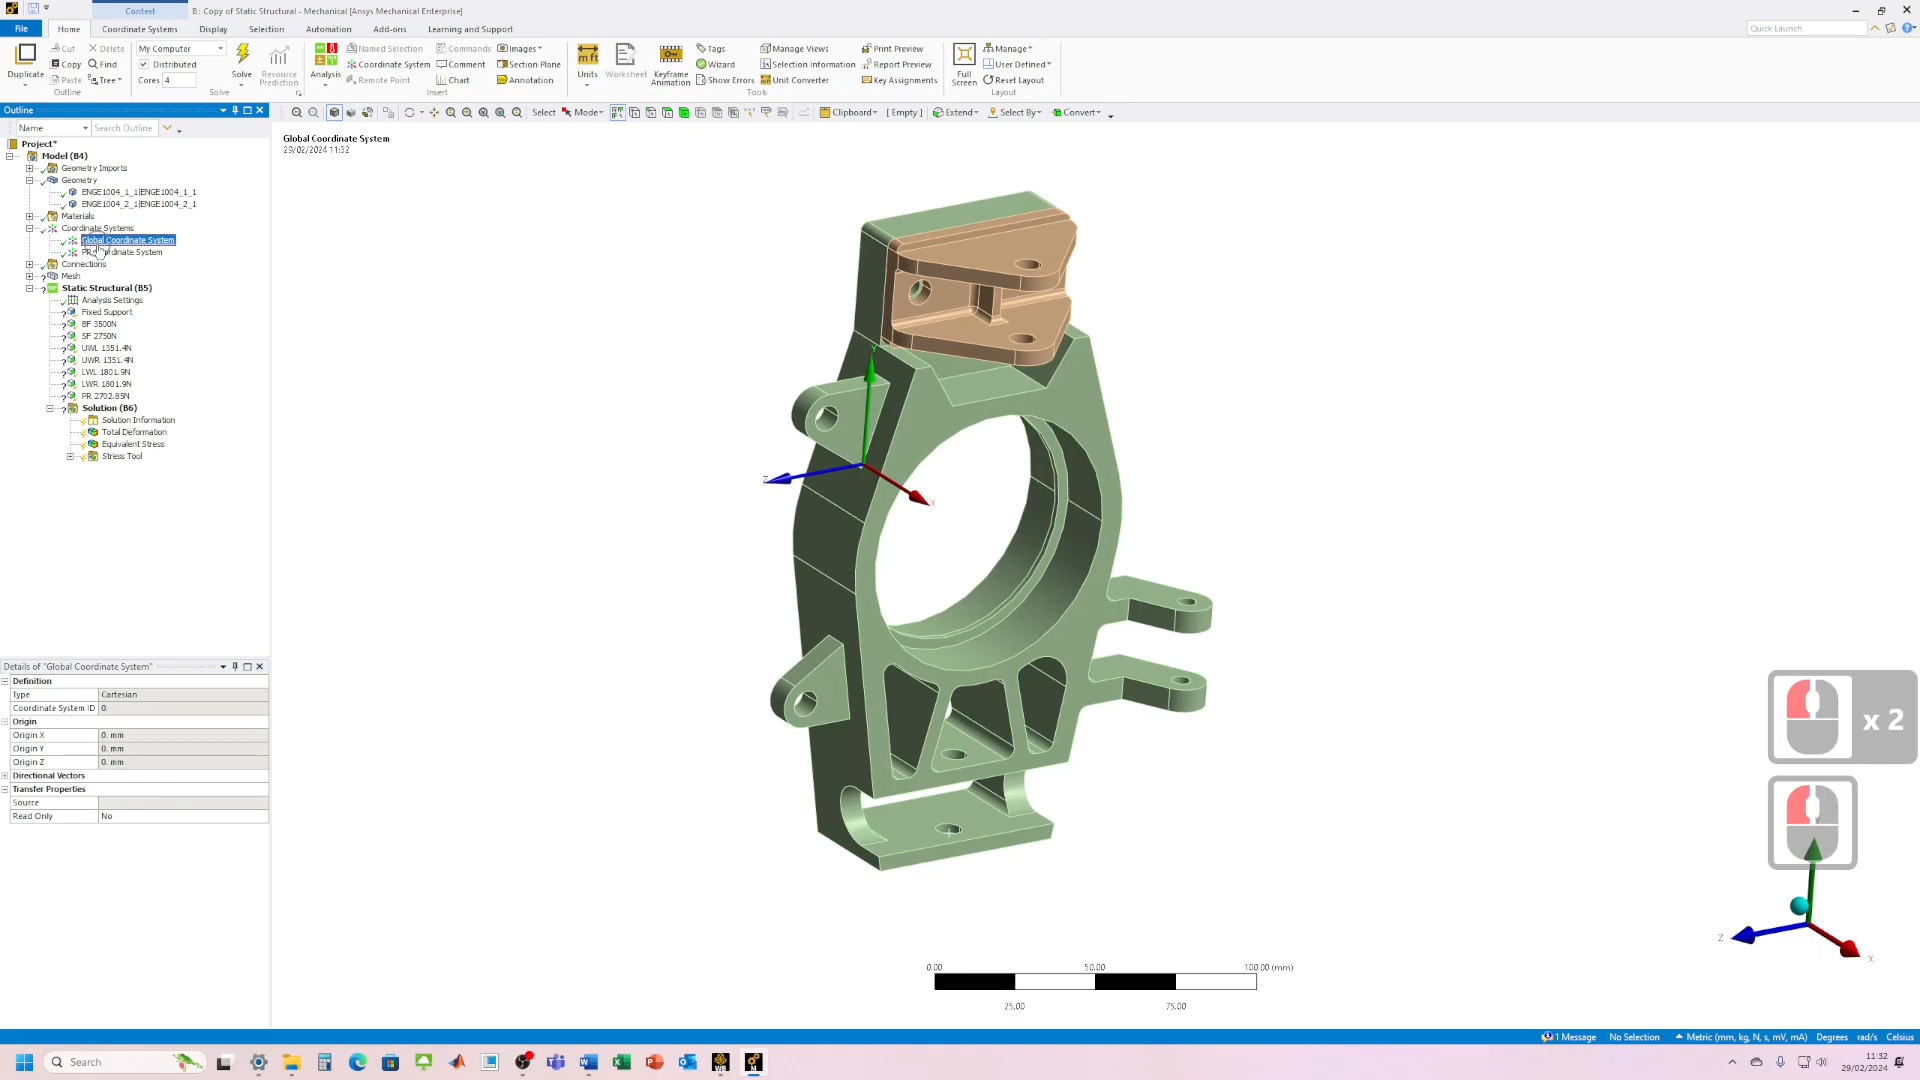 Context
B : Copy of Static Structural - Mechanical [Ansys Mechanical Enterprise]
File
Home
Coordinate Systems
Display
Selection
Automation
Add-ons
Learning and Support
Quick Launch
Duplicate
Cut
Delete
Copy
Find
Paste
Tree
Outline
My Computer
Distributed
Cores 4
Solve
Resource Prediction
Solve
Analysis
Named Selection
Coordinate System
Remote Point
Commands
Comment
Chart
Images
Section Plane
Annotation
Insert
Units
Worksheet
Keyframe Animation
Tags
Wizard
Show Errors
Manage Views
Selection Information
Unit Converter
Print Preview
Report Preview
Key Assignments
Tools
Full Screen
Manage
User Defined
Reset Layout
Layout
Outline
Name
Search Outline
Select
Mode
Clipboard
[ Empty ]
Extend
Select By
Convert
Project*
Model (B4)
Geometry Imports
Geometry
ENGE1004_1_1|ENGE1004_1_1
ENGE1004_2_1|ENGE1004_2_1
Materials
Coordinate Systems
Global Coordinate System
Connections
Mesh
Static Structural (B5)
Analysis Settings
Fixed Support
BF 3500N
SF 2750N
UWL 1351.4N
UWR 1351.4N
LWL 1801.9N
LWR 1801.9N
PR 2702.85N
Solution (B6)
Solution Information
Total Deformation
Equivalent Stress
Stress Tool
Global Coordinate System
29/02/2024 11:32
Y
Z
X
x 2
Z
X
0.00
50.00
100.00 (mm)
25.00
75.00
Details of "Global Coordinate System"
Definition
Type
Cartesian
Coordinate System ID
0.
Origin
Origin X
0. mm
Origin Y
0. mm
Origin Z
0. mm
Directional Vectors
Transfer Properties
Source
Read Only
No
1 Message
No Selection
Metric (mm, kg, N, s, mV, mA)
Degrees
rad/s
Celsius
Search
11:32
29/02/2024